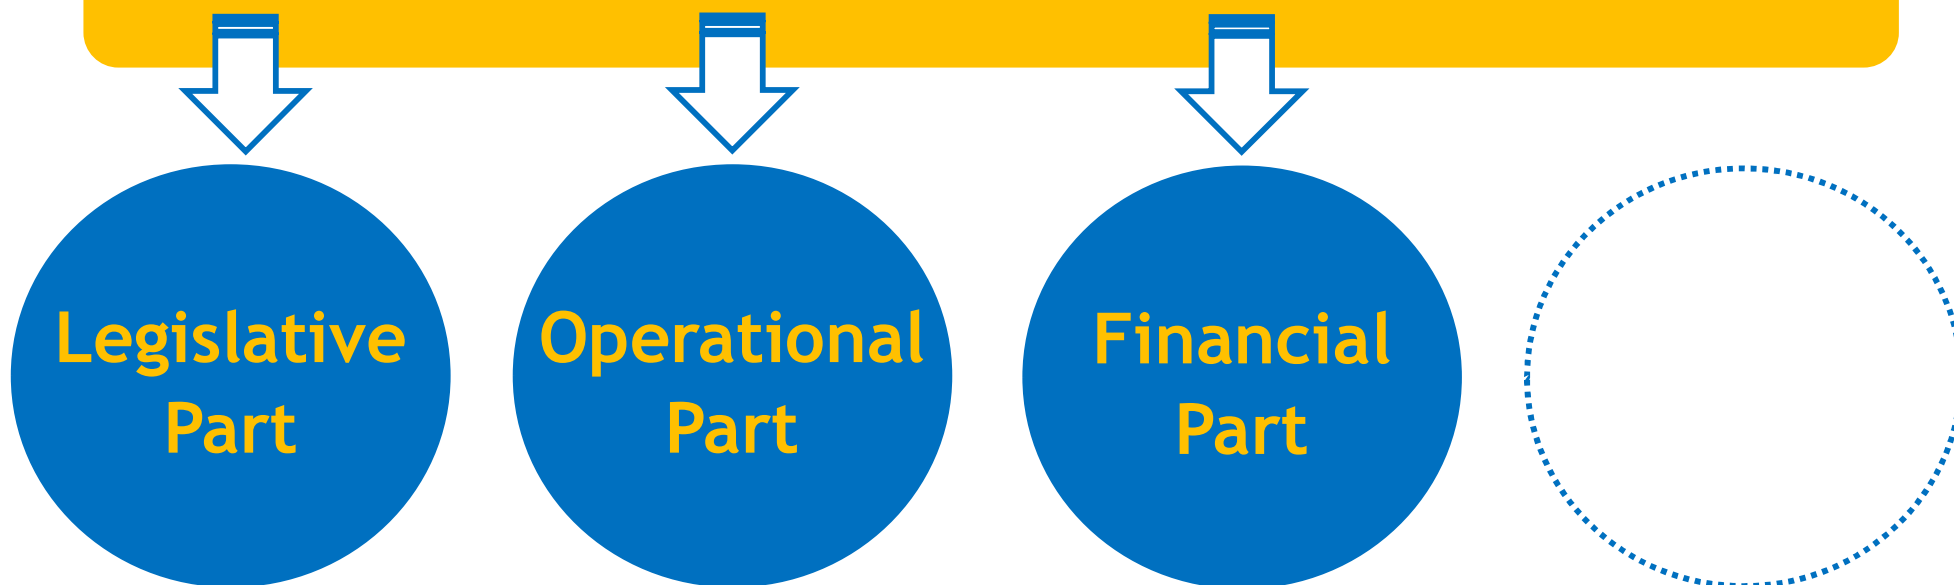 Legislative
Part
Operational
Part
Financial
Part